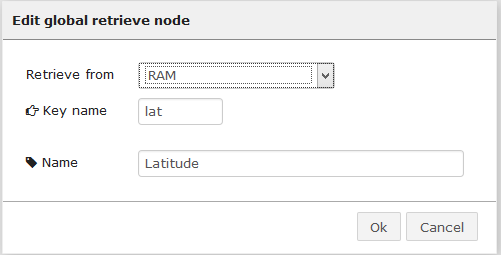 Edit global retrieve node
Retrieve from RAM
Key name lat
Name Latitude
Ok Cancel